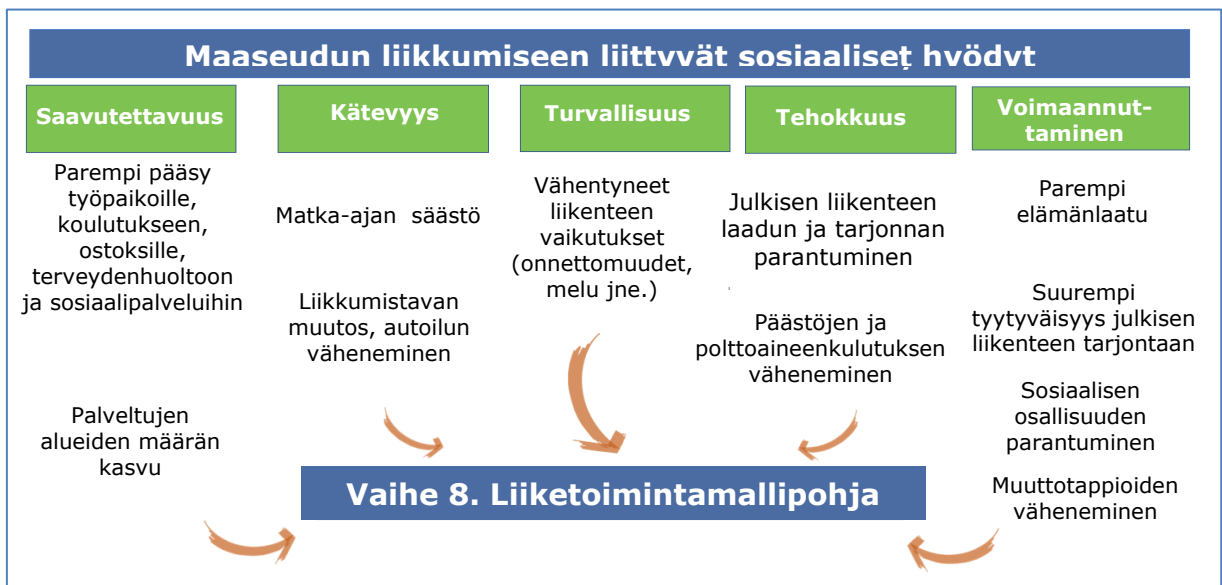 Maaseudun liikkumiseen liittyvät sosiaaliset hyödyt
Saavutettavuus
Parempi pääsy
työpaikoille,
koulutukseen,
ostoksille,
terveydenhuoltoon
ja sosiaalipalveluihin
Palveltujen
alueiden määrän
kasvu
Kätevyys
Matka-ajan säästö
Liikkumistavan
muutos, autoilun
väheneminen
Turvallisuus
Vähentyneet
liikenteen
vaikutukset
(onnettomuudet,
melu jne.)
Tehokkuus
Julkisen liikenteen
laadun ja tarjonnan
parantuminen
Päästöjen ja
polttoaineenkulutuksen
väheneminen
Voimaannut-
taminen
Parempi
elämänlaatu
Suurempi
tyytyväisyys julkisen
liikenteen tarjontaan
Sosiaalisen
osallisuuden
parantuminen
Muuttotappioiden
väheneminen
Vaihe 8. Liiketoimintamallipohja